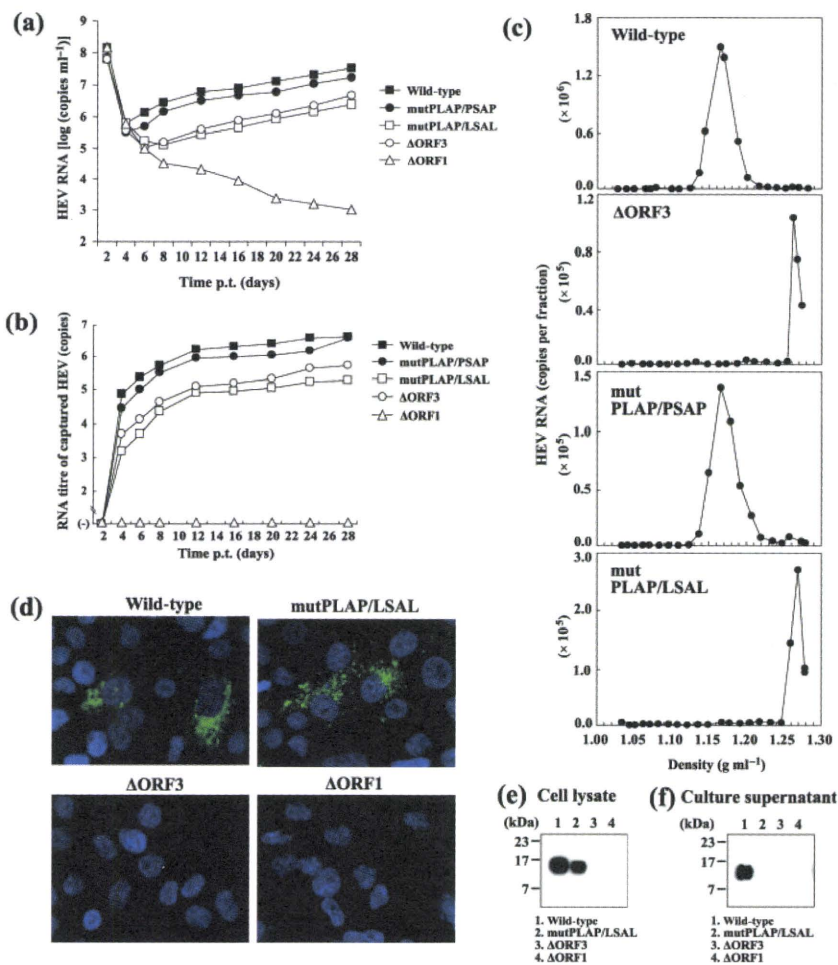 (a)
9
8
7
6
5
4
3
2
HEV RNA [log (copies ml⁻¹)]
2 4 6 8 10 12 14 16 18 20 22 24 26 28
Time p.t. (days)
Wild-type
mutPLAP/PSAP
mutPLAP/LSAL
ΔORF3
ΔORF1
(b)
7
6
5
4
3
2
1
(-)
RNA titre of captured HEV (copies)
2 4 6 8 10 12 14 16 18 20 22 24 26 28
Time p.t. (days)
Wild-type
mutPLAP/PSAP
mutPLAP/LSAL
ΔORF3
ΔORF1
(c)
HEV RNA (copies per fraction)
Wild-type
(× 10⁶)
1.8
1.2
0.6
0.0
ΔORF3
(× 10⁵)
1.2
0.8
0.4
0.0
mut
PLAP/PSAP
(× 10⁵)
1.5
1.0
0.5
0.0
mut
PLAP/LSAL
(× 10⁵)
3.0
2.0
1.0
0.0
1.00 1.05 1.10 1.15 1.20 1.25 1.30
Density (g ml⁻¹)
(d)
Wild-type
mutPLAP/LSAL
ΔORF3
ΔORF1
(e) Cell lysate
(kDa) 1 2 3 4
23
17
7
1. Wild-type
2. mutPLAP/LSAL
3. ΔORF3
4. ΔORF1
(f) Culture supernatant
(kDa) 1 2 3 4
23
17
7
1. Wild-type
2. mutPLAP/LSAL
3. ΔORF3
4. ΔORF1